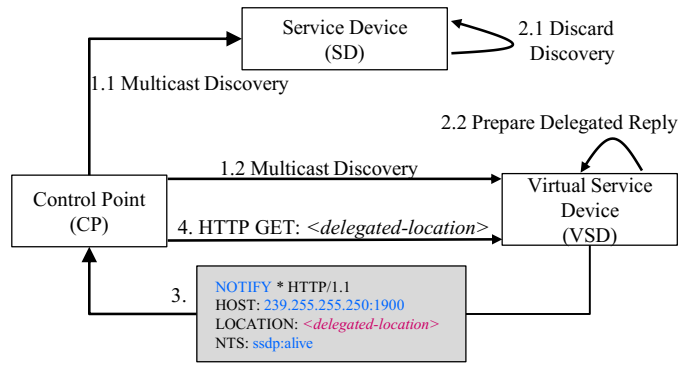 Service Device
(SD)
2.1 Discard
Discovery
1.1 Multicast Discovery
2.2 Prepare Delegated Reply
1.2 Multicast Discovery
Control Point
(CP)
Virtual Service
Device
(VSD)
4. HTTP GET: <delegated-location>
3.
NOTIFY * HTTP/1.1
HOST: 239.255.255.250:1900
LOCATION: <delegated-location>
NTS: ssdp:alive